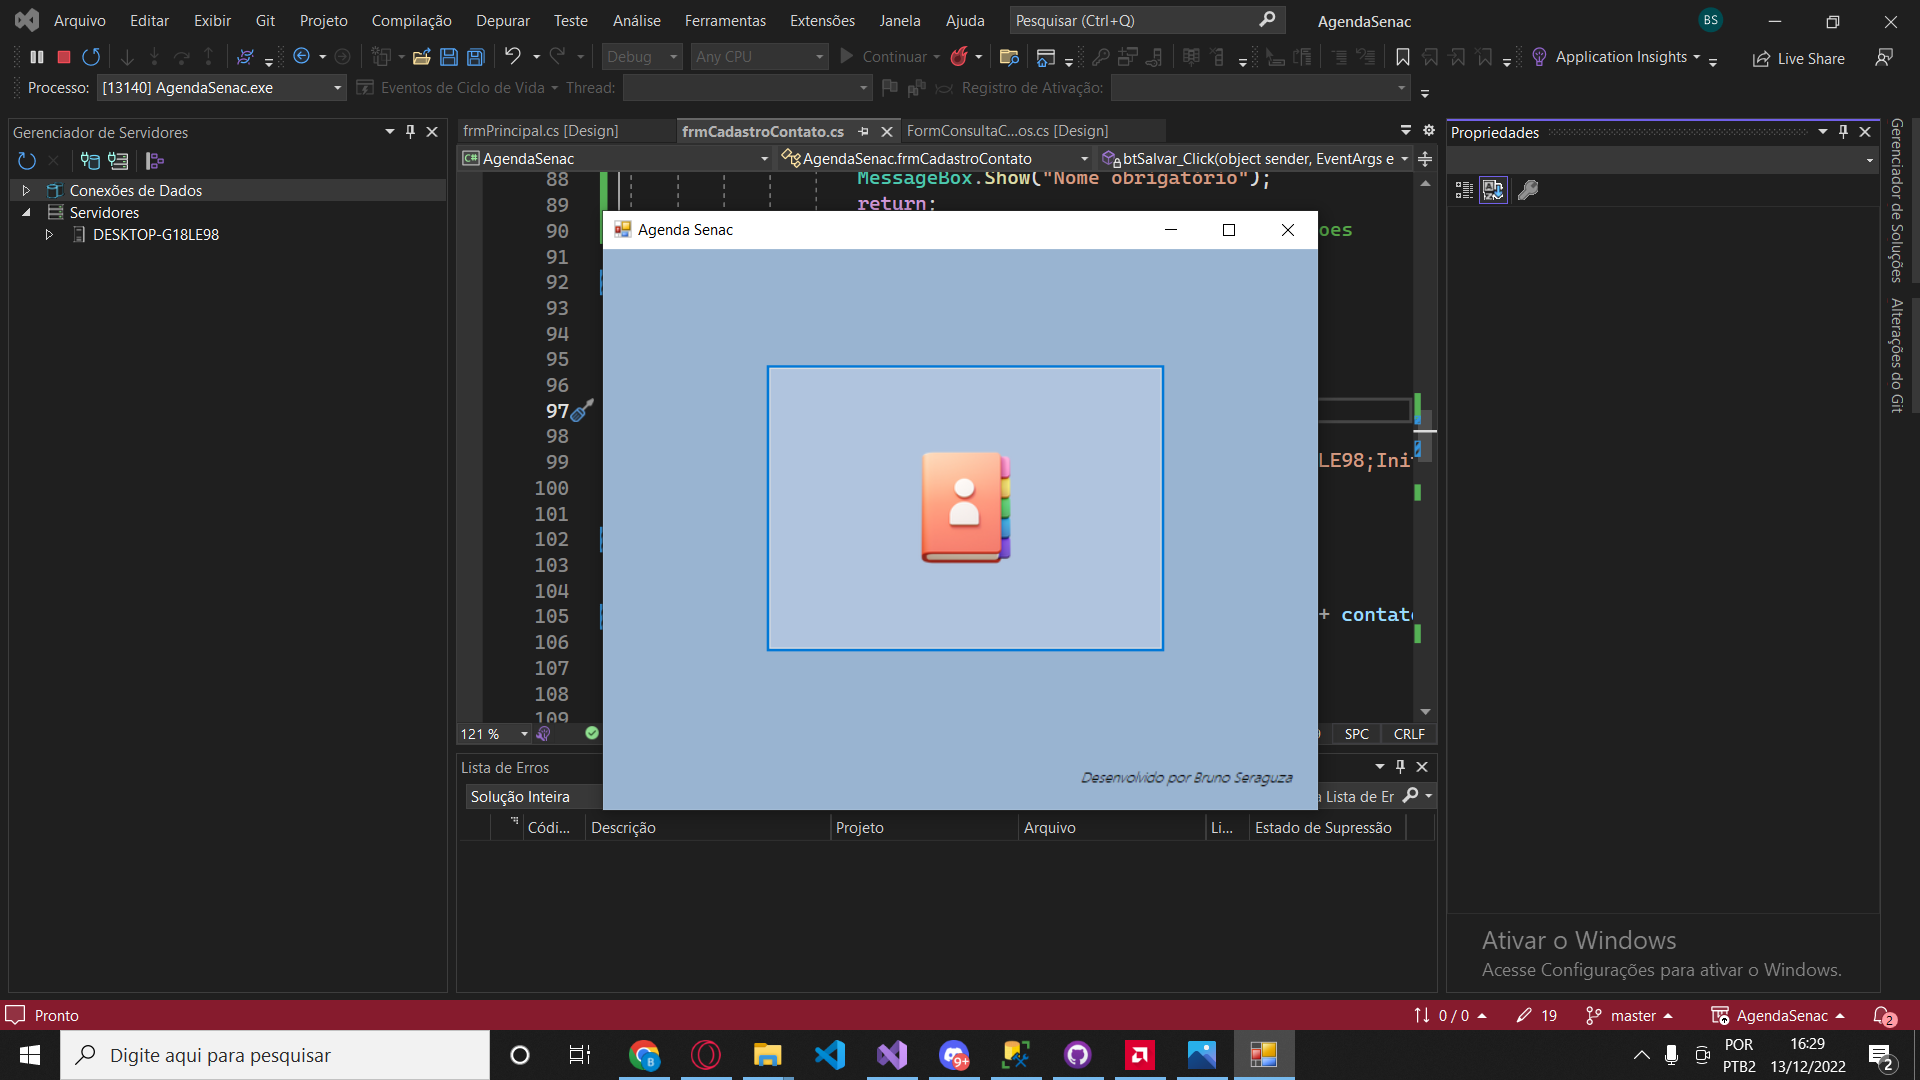 Arquivo Editar Exibir Git Projeto Compilação Depurar Teste Análise Ferramentas Extensões Janela Ajuda Pesquisar (Ctrl+Q) AgendaSenac BS
Debug Any CPU Continuar Application Insights Live Share
Processo: [13140] AgendaSenac.exe Eventos de Ciclo de Vida Thread: Registro de Ativação:
Gerenciador de Servidores
Conexões de Dados
Servidores
DESKTOP-G18LE98
frmPrincipal.cs [Design] frmCadastroContato.cs FormConsultaC...os.cs [Design]
C# AgendaSenac AgendaSenac.frmCadastroContato btSalvar_Click(object sender, EventArgs e
88 MessageBox.Show("Nome obrigatório");
89 return;
90 oes
91
92
93
94
95
96
97
98
99 LE98;Ini
100
101
102
103
104
105 + contato
106
107
108
109
Agenda Senac
Desenvolvido por Bruno Seraguza
121 % SPC CRLF
Lista de Erros
Solução Inteira Lista de Er
Códi... Descrição Projeto Arquivo Li... Estado de Supressão
Propriedades
Gerenciador de Soluções
Alterações do Git
Ativar o Windows
Acesse Configurações para ativar o Windows.
Pronto 0 / 0 19 master AgendaSenac 2
Digite aqui para pesquisar B 9+ POR 16:29
PTB2 13/12/2022 2